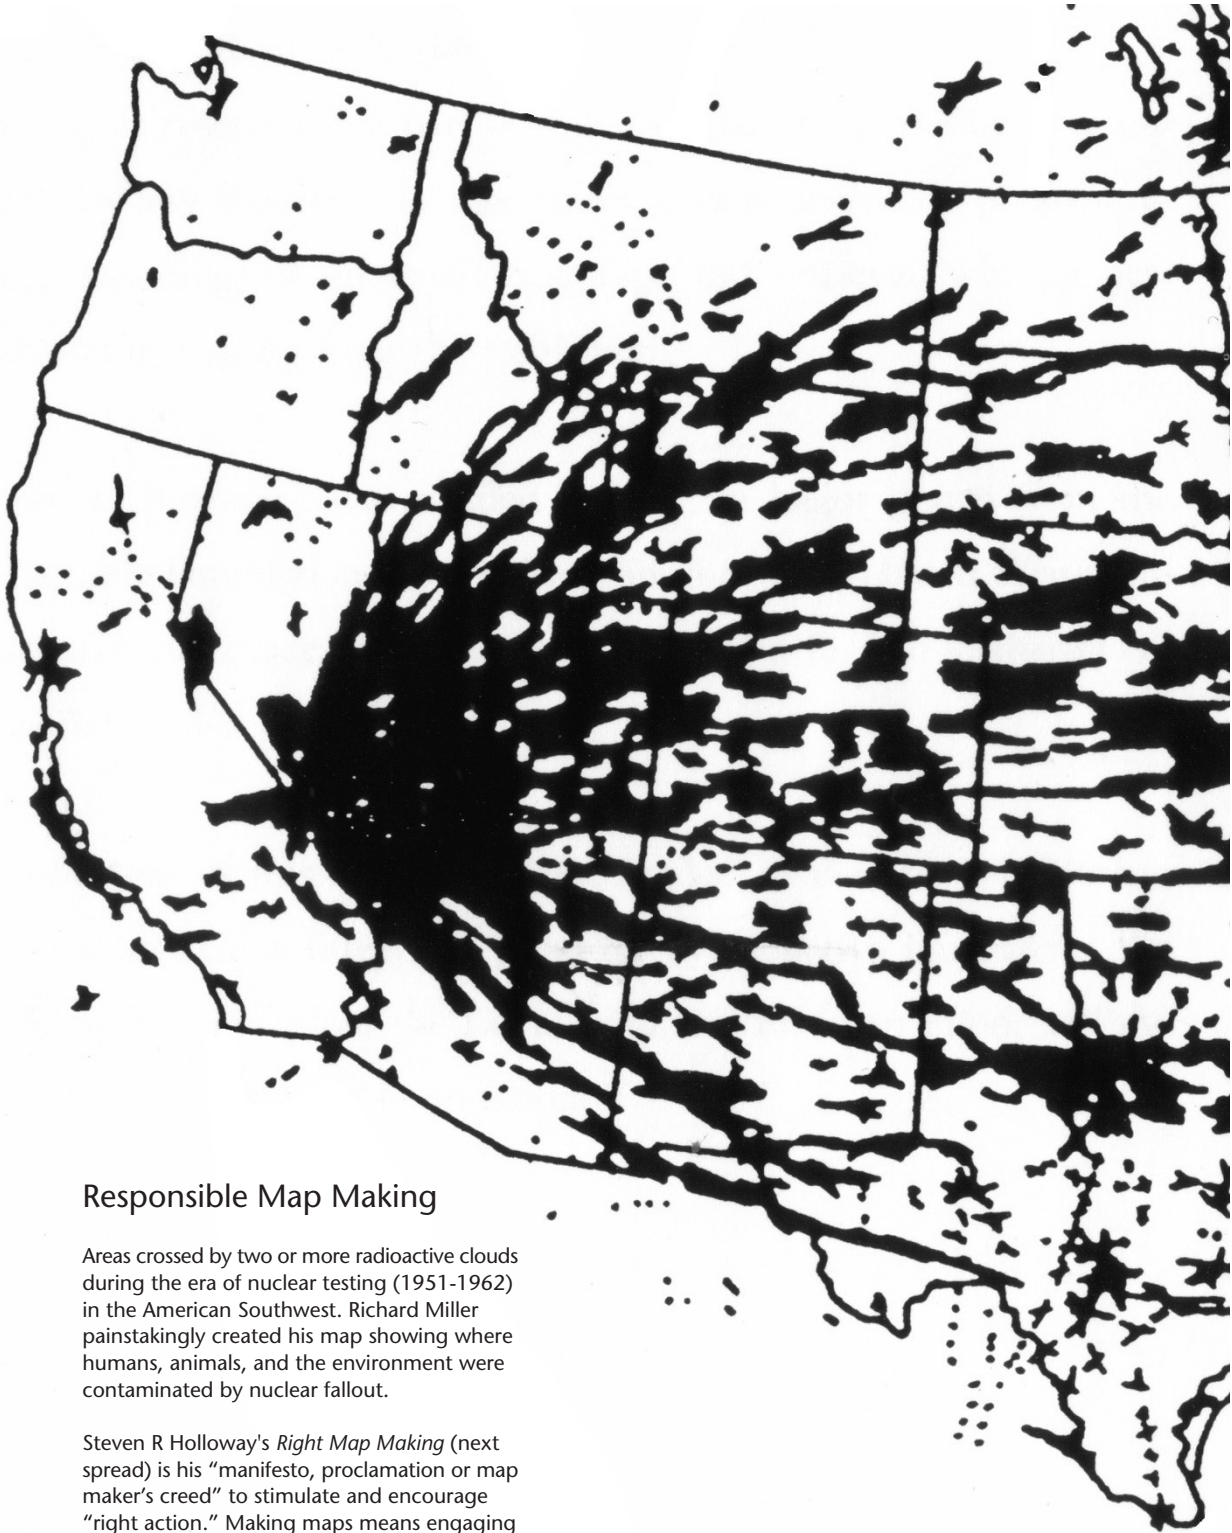 Responsible Map Making
Areas crossed by two or more radioactive clouds
during the era of nuclear testing (1951-1962)
in the American Southwest. Richard Miller
painstakingly created his map showing where
humans, animals, and the environment were
contaminated by nuclear fallout.
Steven R Holloway's Right Map Making (next
spread) is his “manifesto, proclamation or map
maker’s creed” to stimulate and encourage
“right action.” Making maps means engaging